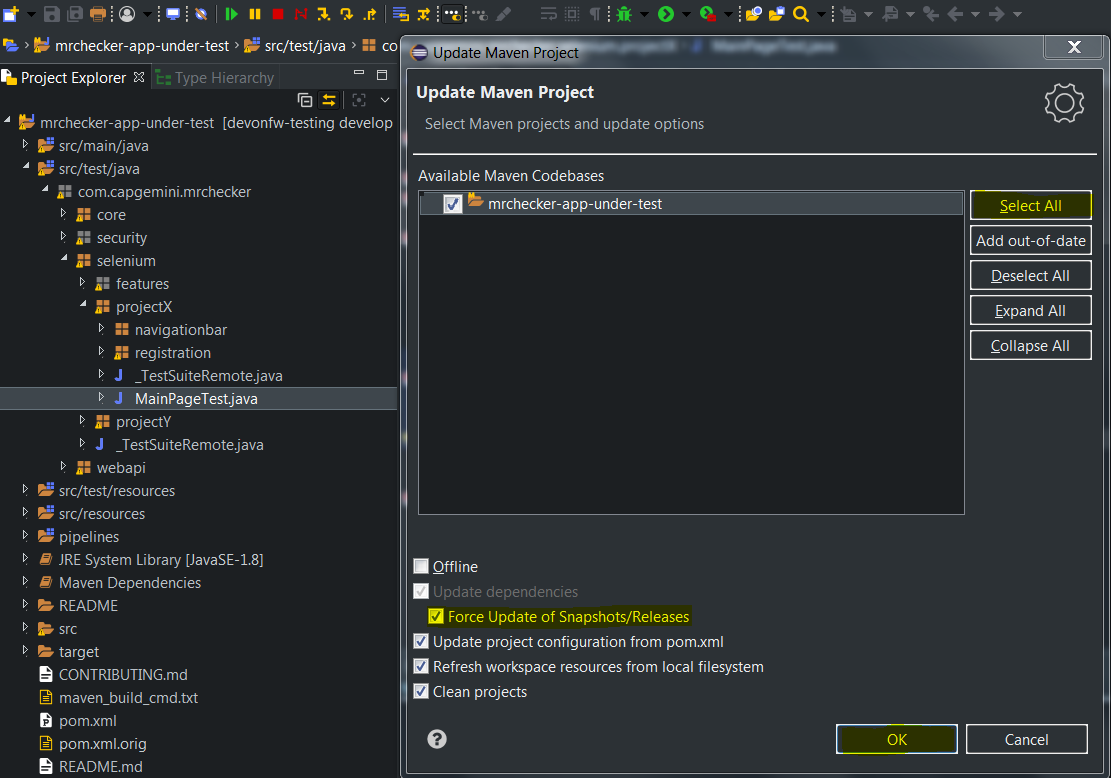 mrchecker-app-under-test
src/test/java
co
Project Explorer
Type Hierarchy
mrchecker-app-under-test [devonfw-testing develop
src/main/java
src/test/java
com.capgemini.mrchecker
core
security
selenium
features
projectX
navigationbar
registration
_TestSuiteRemote.java
MainPageTest.java
projectY
_TestSuiteRemote.java
webapi
src/test/resources
src/resources
pipelines
JRE System Library [JavaSE-1.8]
Maven Dependencies
README
src
target
CONTRIBUTING.md
maven_build_cmd.txt
pom.xml
pom.xml.orig
README.md
Update Maven Project
MainPageTest.java
Update Maven Project
Select Maven projects and update options
Available Maven Codebases
mrchecker-app-under-test
Select All
Add out-of-date
Deselect All
Expand All
Collapse All
Offline
Update dependencies
Force Update of Snapshots/Releases
Update project configuration from pom.xml
Refresh workspace resources from local filesystem
Clean projects
OK
Cancel